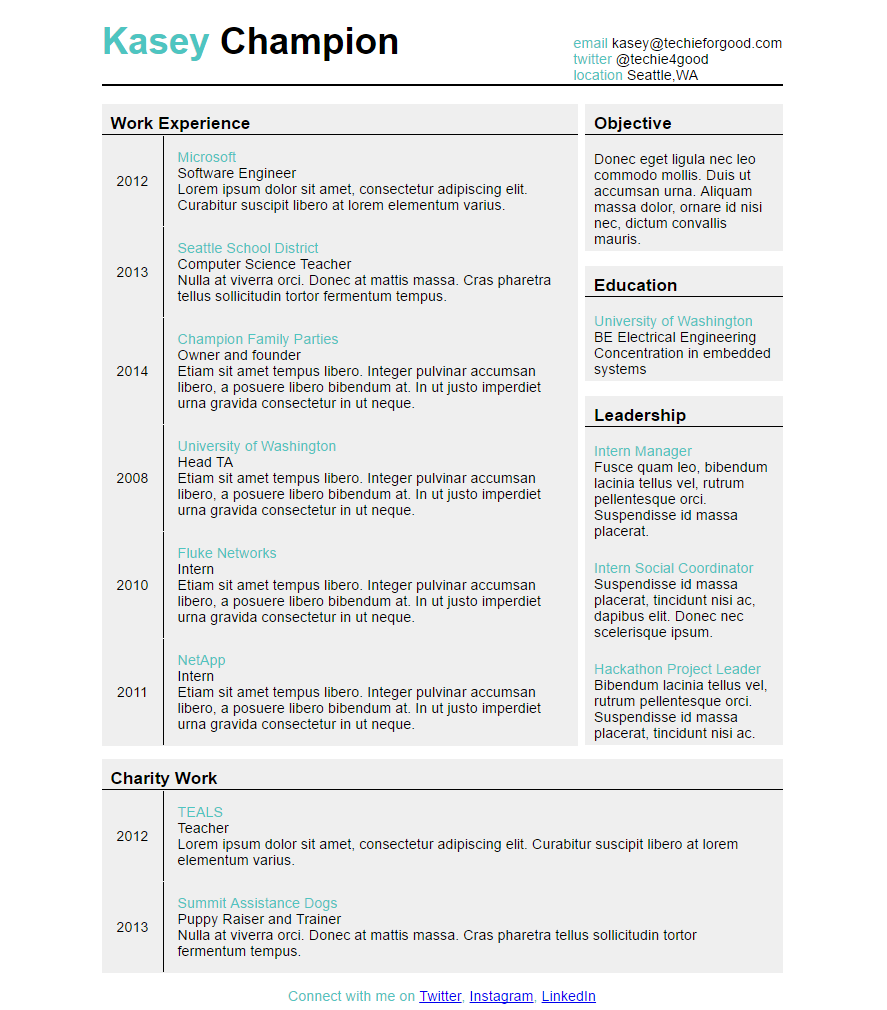 Kasey Champion
email kasey@techieforgood.com
twitter @techie4good
location Seattle,WA
Work Experience
2012
Microsoft
Software Engineer
Lorem ipsum dolor sit amet, consectetur adipiscing elit.
Curabitur suscipit libero at lorem elementum varius.
2013
Seattle School District
Computer Science Teacher
Nulla at viverra orci. Donec at mattis massa. Cras pharetra
tellus sollicitudin tortor fermentum tempus.
2014
Champion Family Parties
Owner and founder
Etiam sit amet tempus libero. Integer pulvinar accumsan
libero, a posuere libero bibendum at. In ut justo imperdiet
urna gravida consectetur in ut neque.
2008
University of Washington
Head TA
Etiam sit amet tempus libero. Integer pulvinar accumsan
libero, a posuere libero bibendum at. In ut justo imperdiet
urna gravida consectetur in ut neque.
2010
Fluke Networks
Intern
Etiam sit amet tempus libero. Integer pulvinar accumsan
libero, a posuere libero bibendum at. In ut justo imperdiet
urna gravida consectetur in ut neque.
2011
NetApp
Intern
Etiam sit amet tempus libero. Integer pulvinar accumsan
libero, a posuere libero bibendum at. In ut justo imperdiet
urna gravida consectetur in ut neque.
Objective
Donec eget ligula nec leo
commodo mollis. Duis ut
accumsan urna. Aliquam
massa dolor, ornare id nisi
nec, dictum convallis
mauris.
Education
University of Washington
BE Electrical Engineering
Concentration in embedded
systems
Leadership
Intern Manager
Fusce quam leo, bibendum
lacinia tellus vel, rutrum
pellentesque orci.
Suspendisse id massa
placerat.
Intern Social Coordinator
Suspendisse id massa
placerat, tincidunt nisi ac,
dapibus elit. Donec nec
scelerisque ipsum.
Hackathon Project Leader
Bibendum lacinia tellus vel,
rutrum pellentesque orci.
Suspendisse id massa
placerat, tincidunt nisi ac.
Charity Work
2012
TEALS
Teacher
Lorem ipsum dolor sit amet, consectetur adipiscing elit. Curabitur suscipit libero at lorem
elementum varius.
2013
Summit Assistance Dogs
Puppy Raiser and Trainer
Nulla at viverra orci. Donec at mattis massa. Cras pharetra tellus sollicitudin tortor
fermentum tempus.
Connect with me on Twitter, Instagram, LinkedIn